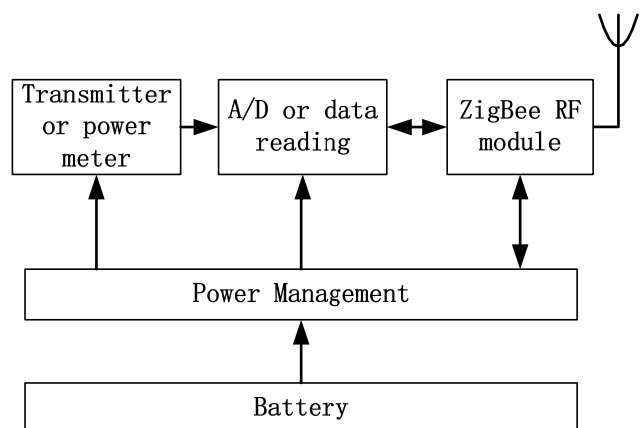 Transmitter
or power
meter
A/D or data
reading
ZigBee RF
module
Power Management
Battery